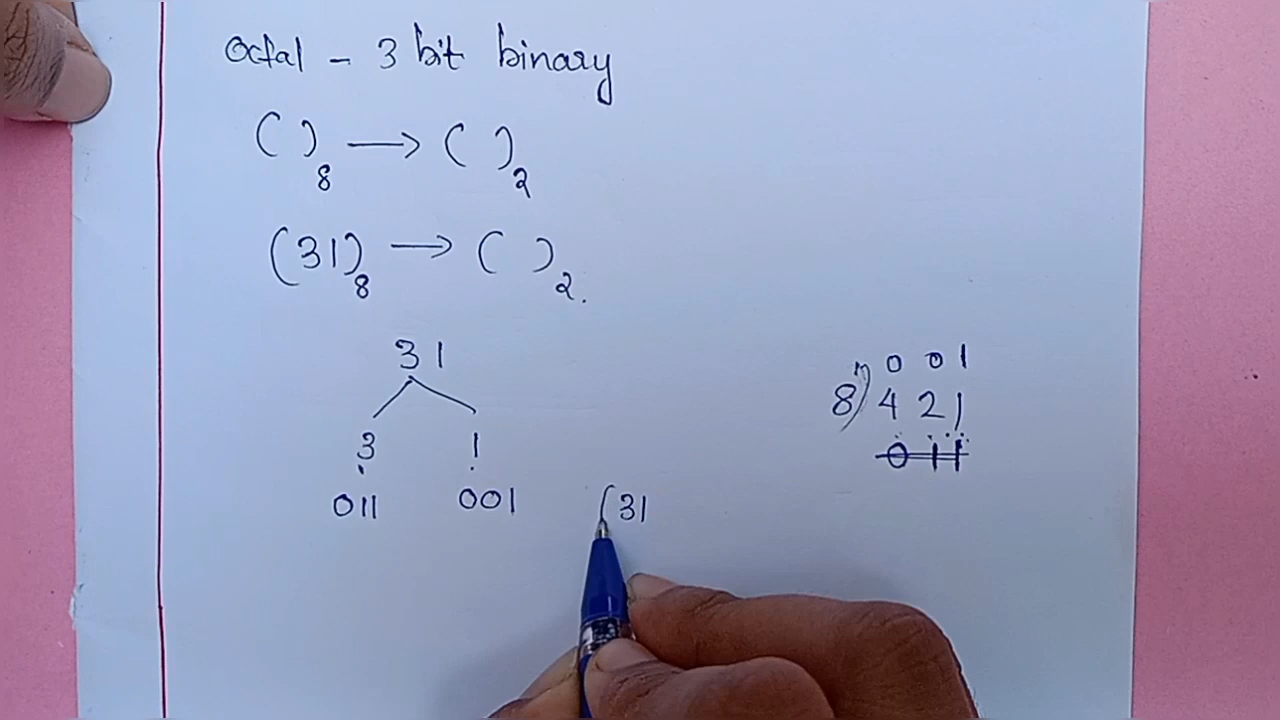 Octal - 3 bit binary
( )8 → ( )2
(31)8 → ( )2.
31
3 1
011 001
(31
0 0 1
8) 4 2 1
0 1 1